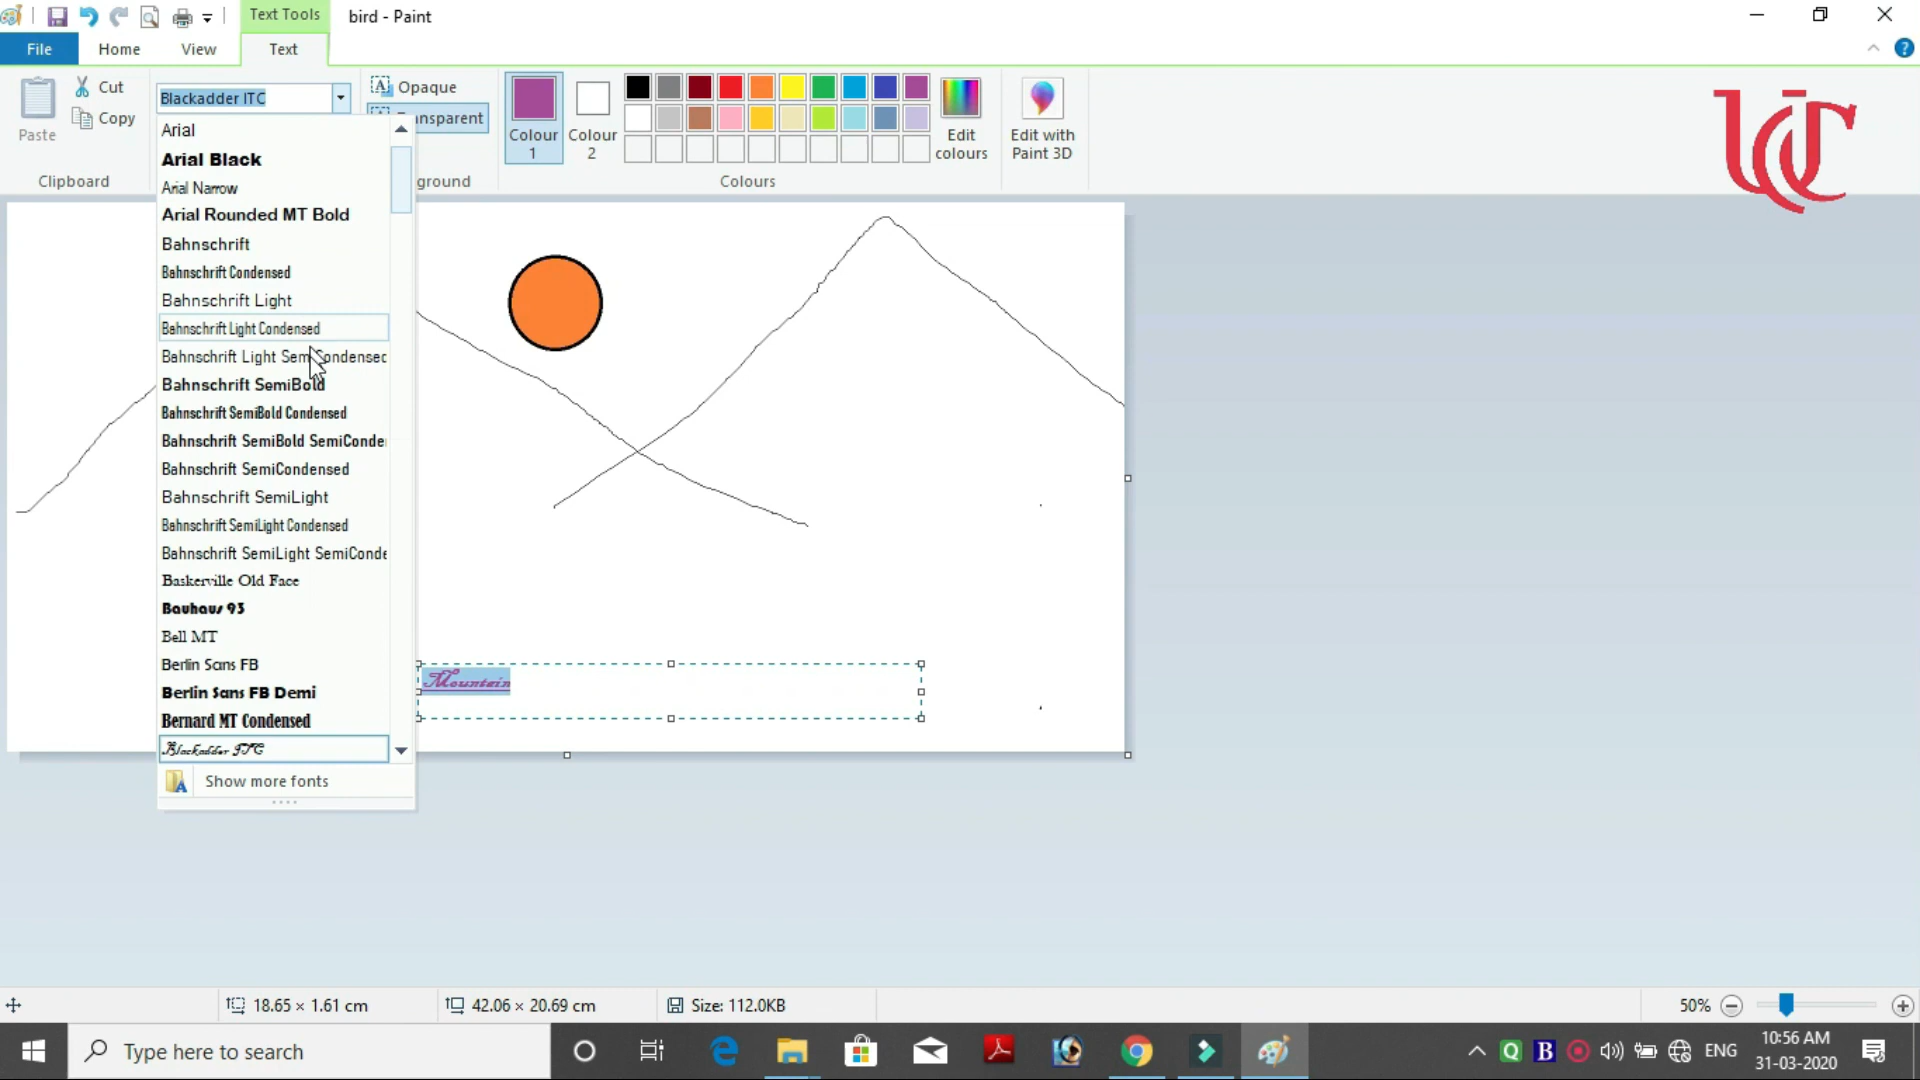 Text Tools
bird - Paint
File
Home
View
Text
Paste
Cut
Copy
Clipboard
Blackadder ITC
Opaque
ansparent
ground
Colour
1
Colour
2
Colours
Edit
colours
Edit with
Paint 3D
UCC
Arial
Arial Black
Arial Narrow
Arial Rounded MT Bold
Bahnschrift
Bahnschrift Condensed
Bahnschrift Light
Bahnschrift Light Condensed
Bahnschrift Light SemiCondensed
Bahnschrift SemiBold
Bahnschrift SemiBold Condensed
Bahnschrift SemiBold SemiConde
Bahnschrift SemiCondensed
Bahnschrift SemiLight
Bahnschrift SemiLight Condensed
Bahnschrift SemiLight SemiConde
Baskerville Old Face
Bauhaus 93
Bell MT
Berlin Sans FB
Berlin Sans FB Demi
Bernard MT Condensed
Blackadder ITC
Show more fonts
Mountain
18.65 × 1.61 cm
42.06 × 20.69 cm
Size: 112.0KB
50%
Type here to search
ENG
10:56 AM
31-03-2020